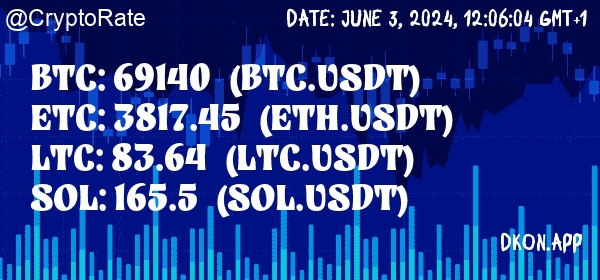 @CryptoRate
DATE: JUNE 3, 2024, 12:06:04 GMT+1
BTC: 69140 (BTC.USDT)
ETC: 3817.45 (ETH.USDT)
LTC: 83.64 (LTC.USDT)
SOL: 165.5 (SOL.USDT)
DKON.APP